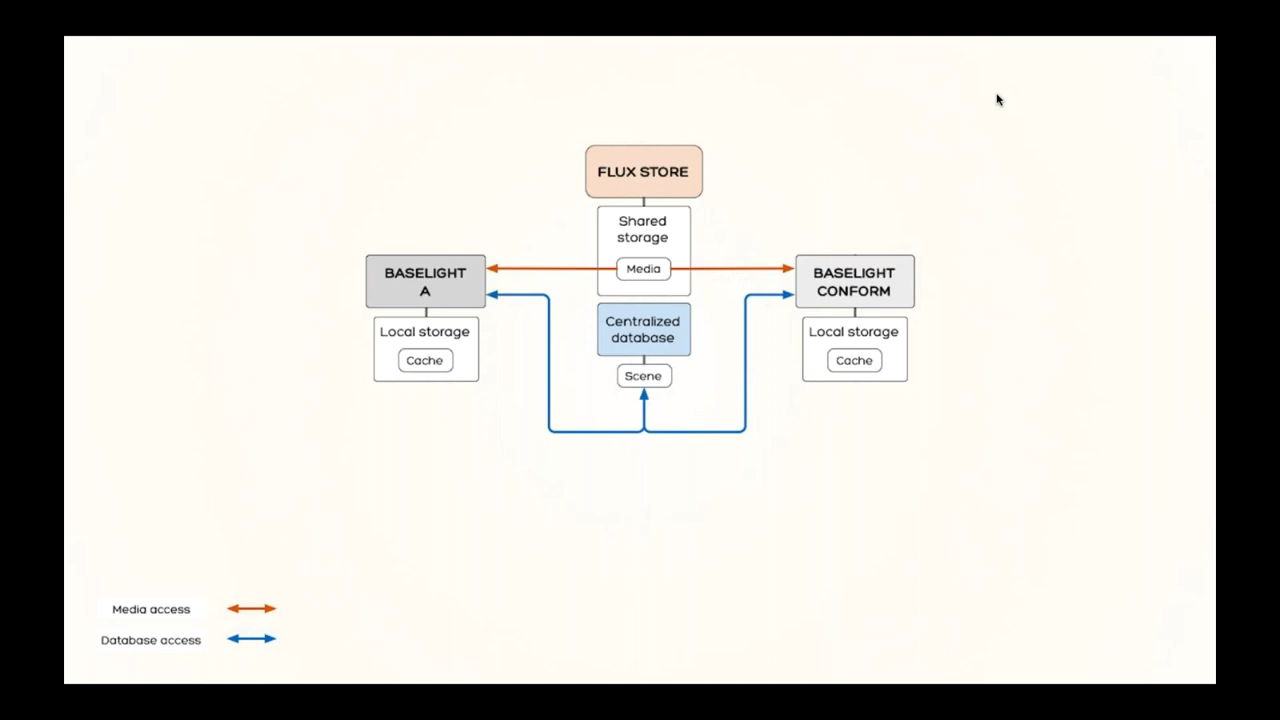 FLUX STORE
Shared
storage
Media
BASELIGHT
A
Local storage
Cache
Centralized
database
Scene
BASELIGHT
CONFORM
Local storage
Cache
Media access
Database access